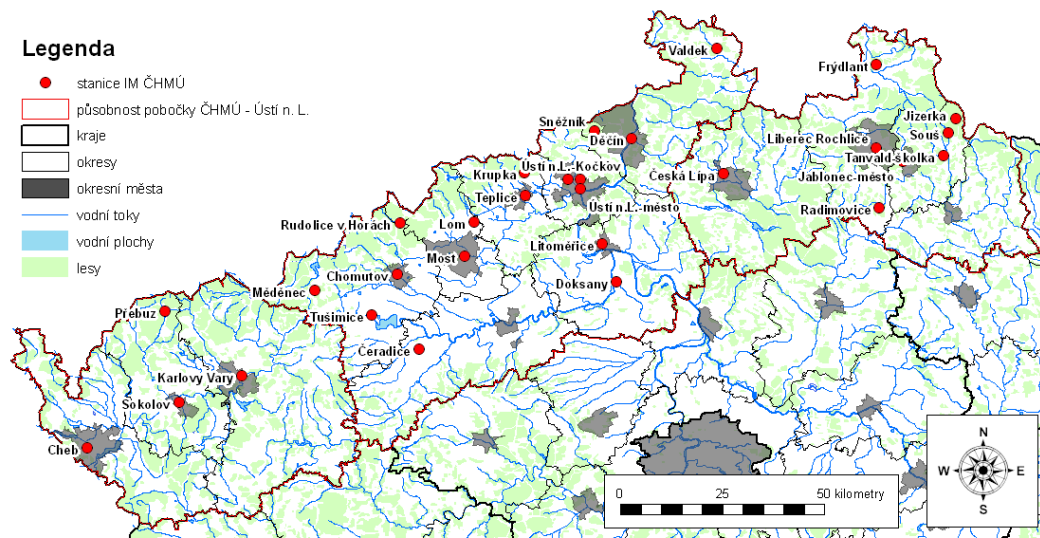 Legenda
stanice IM ČHMÚ
působnost pobočky ČHMÚ - Ústí n. L.
kraje
okresy
okresní města
vodní toky
vodní plochy
lesy
Valdek
Frýdlant
Sněžník
Děčín
Jizerka
Souš
Liberec Rochlice
Tanvald-školka
Ústí n.L.-Kočkov
Krupka
Česká Lípa
Jablonec-město
Teplice
Ústí n.L.-město
Radimovice
Rudolice v Horách
Lom
Litoměřice
Most
Chomutov
Doksany
Měděnec
Přebuz
Tušimice
Čeradice
Karlovy Vary
Sokolov
Cheb
0 25 50 kilometry
N
W E
S